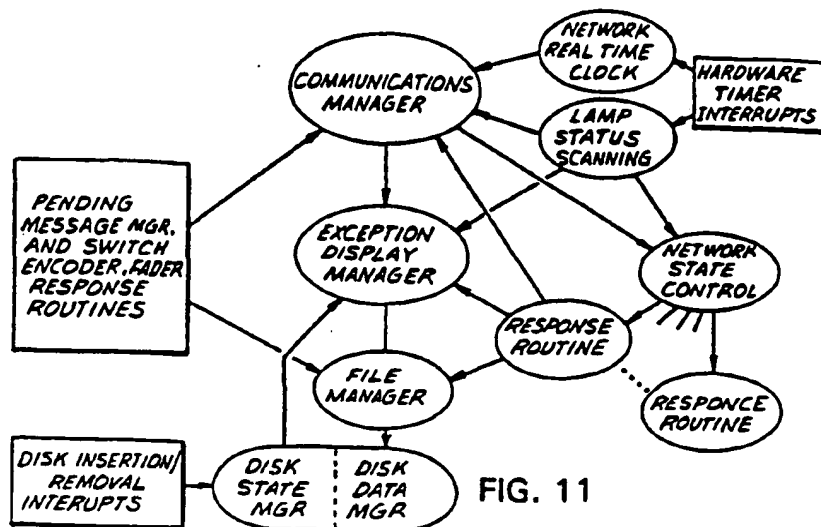 NETWORK
REAL TIME
CLOCK
HARDWARE
TIMER
INTERRUPTS
COMMUNICATIONS
MANAGER
LAMP
STATUS
SCANNING
PENDING
MESSAGE MGR.
AND SWITCH
ENCODER, FADER
RESPONSE
ROUTINES
EXCEPTION
DISPLAY
MANAGER
NETWORK
STATE
CONTROL
RESPONSE
ROUTINE
FILE
MANAGER
RESPONCE
ROUTINE
DISK INSERTION/
REMOVAL
INTERUPTS
DISK
STATE
MGR
DISK
DATA
MGR
FIG. 11